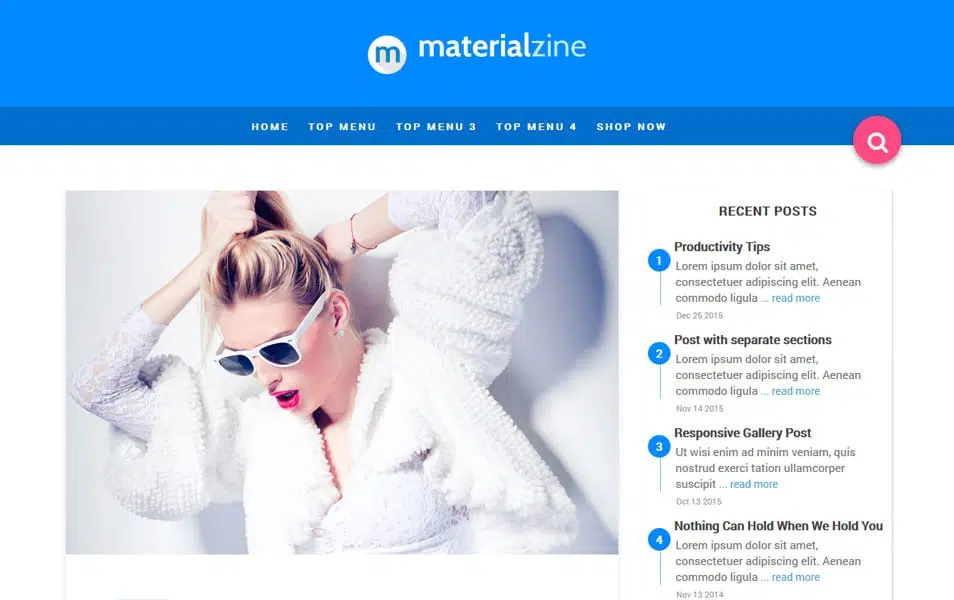 m materialzine
HOME TOP MENU TOP MENU 3 TOP MENU 4 SHOP NOW
RECENT POSTS
1
Productivity Tips
Lorem ipsum dolor sit amet,
consectetuer adipiscing elit. Aenean
commodo ligula ... read more
Dec 25 2015
2
Post with separate sections
Lorem ipsum dolor sit amet,
consectetuer adipiscing elit. Aenean
commodo ligula ... read more
Nov 14 2015
3
Responsive Gallery Post
Ut wisi enim ad minim veniam, quis
nostrud exerci tation ullamcorper
suscipit ... read more
Oct 13 2015
4
Nothing Can Hold When We Hold You
Lorem ipsum dolor sit amet,
consectetuer adipiscing elit. Aenean
commodo ligula ... read more
Nov 13 2014